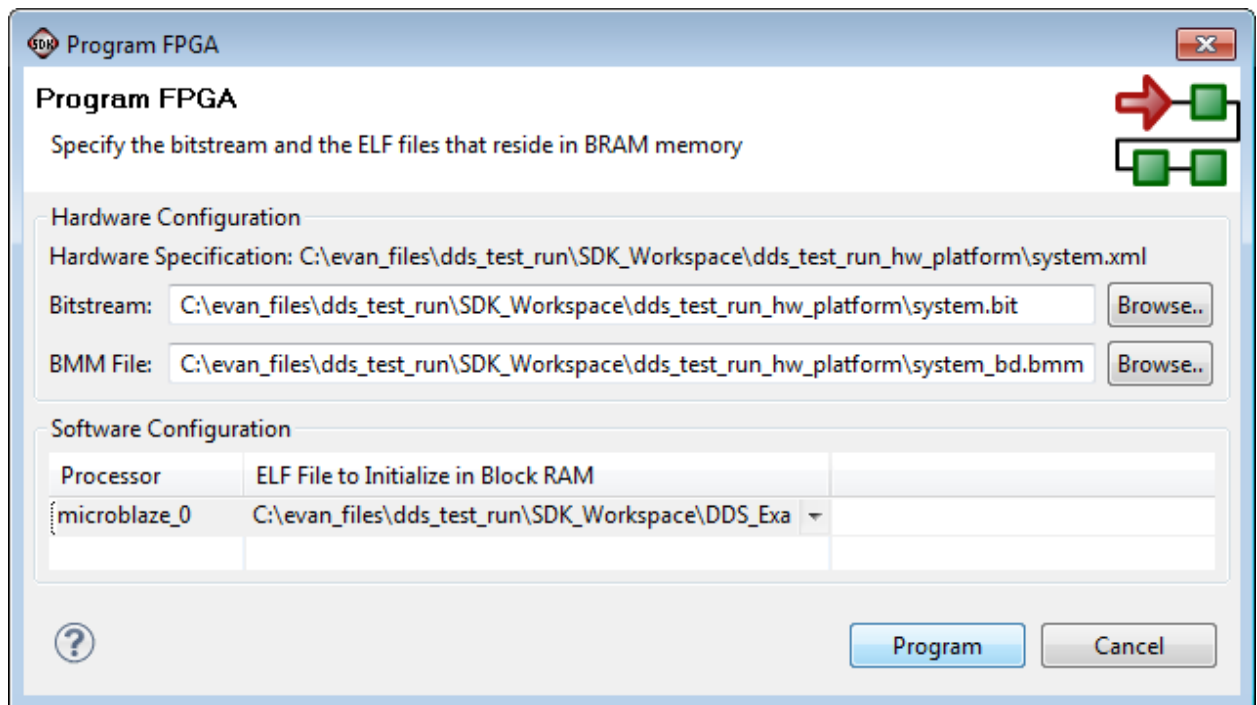 SDK Program FPGA
Program FPGA
Specify the bitstream and the ELF files that reside in BRAM memory
Hardware Configuration
Hardware Specification: C:\evan_files\dds_test_run\SDK_Workspace\dds_test_run_hw_platform\system.xml
Bitstream: C:\evan_files\dds_test_run\SDK_Workspace\dds_test_run_hw_platform\system.bit Browse..
BMM File: C:\evan_files\dds_test_run\SDK_Workspace\dds_test_run_hw_platform\system_bd.bmm Browse..
Software Configuration
Processor ELF File to Initialize in Block RAM
microblaze_0 C:\evan_files\dds_test_run\SDK_Workspace\DDS_Exa
? Program Cancel